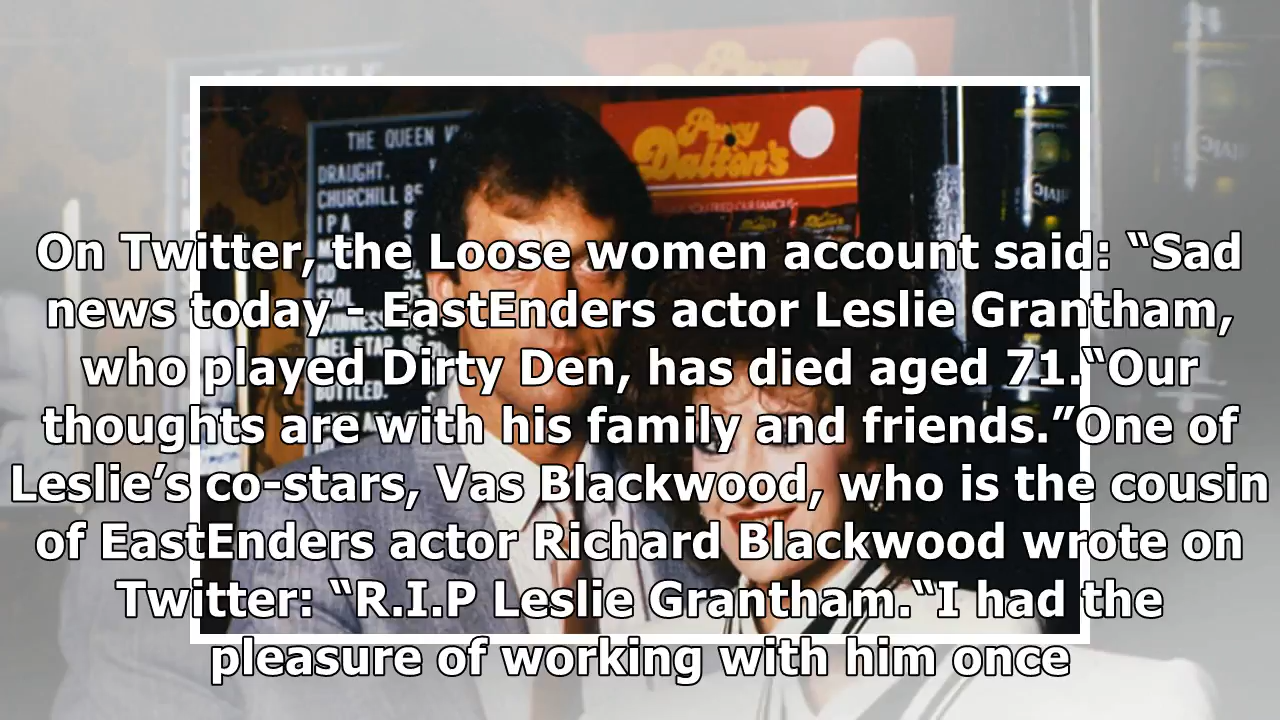 THE QUEEN V
Percy
Dalton's
DRAUGHT.
CHURCHILL 85
I P A
On Twitter, the Loose women account said: “Sad
news today - EastEnders actor Leslie Grantham,
who played Dirty Den, has died aged 71.“Our
thoughts are with his family and friends.”One of
Leslie’s co-stars, Vas Blackwood, who is the cousin
of EastEnders actor Richard Blackwood wrote on
Twitter: “R.I.P Leslie Grantham.“I had the
pleasure of working with him once
BOTTLED.